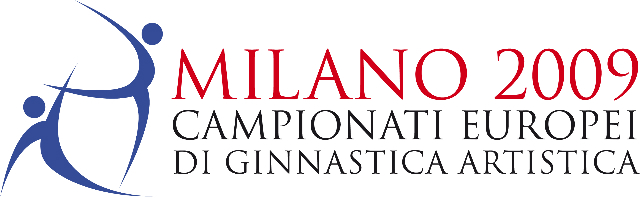 MILANO 2009
CAMPIONATI EUROPEI
DI GINNASTICA ARTISTICA